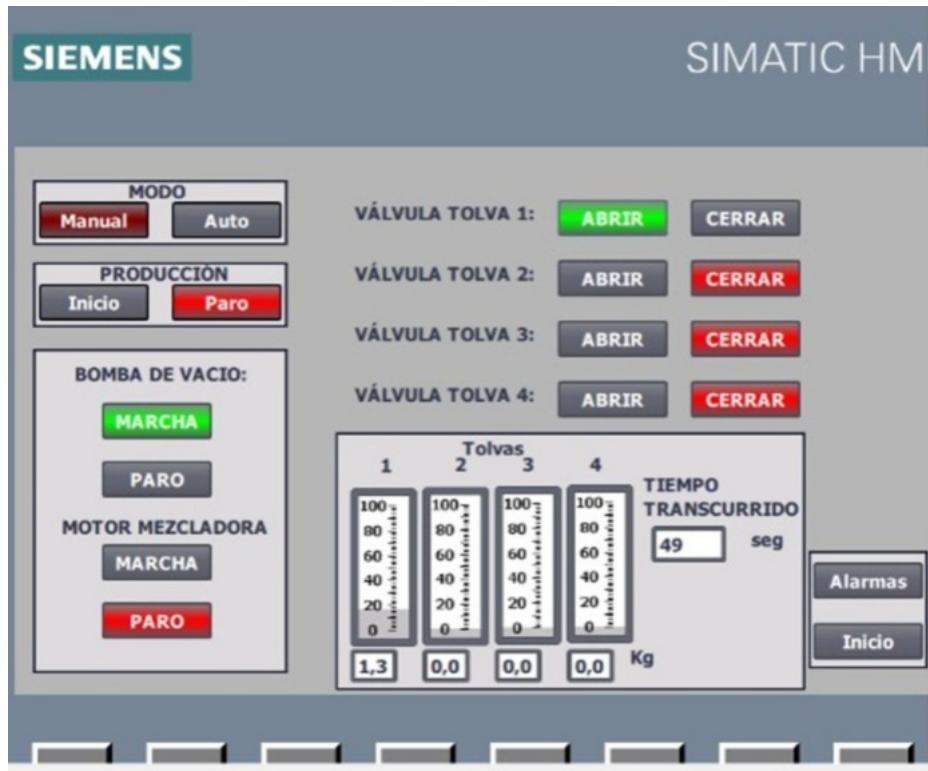 SIEMENS
SIMATIC HM
MODO
Manual Auto
PRODUCCIÓN
Inicio Paro
BOMBA DE VACIO:
MARCHA
PARO
MOTOR MEZCLADORA
MARCHA
PARO
VÁLVULA TOLVA 1: ABRIR CERRAR
VÁLVULA TOLVA 2: ABRIR CERRAR
VÁLVULA TOLVA 3: ABRIR CERRAR
VÁLVULA TOLVA 4: ABRIR CERRAR
Tolvas
1 2 3 4
100 100 100 100
80 80 80 80
60 60 60 60
40 40 40 40
20 20 20 20
0 0 0 0
1,3 0,0 0,0 0,0 Kg
TIEMPO
TRANSCURRIDO
49 seg
Alarmas
Inicio